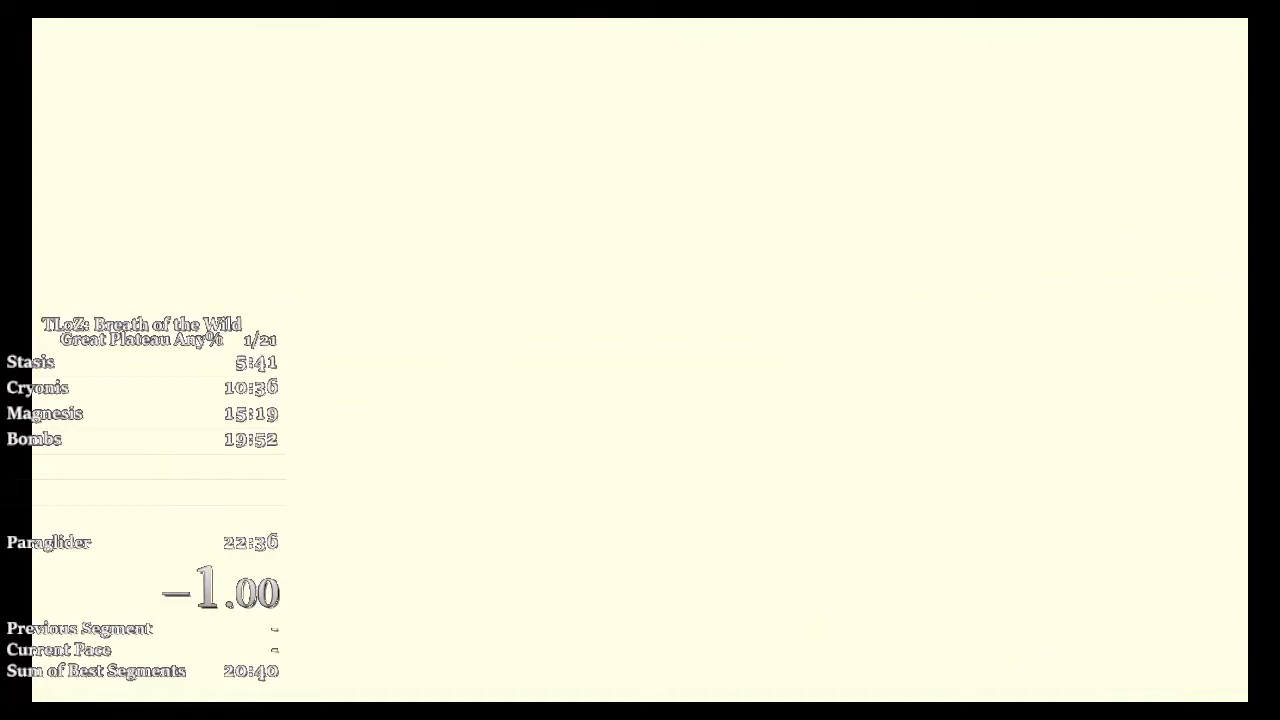 TLoZ: Breath of the Wild
Great Plateau Any% 1/21
Stasis 5:41
Cryonis 10:36
Magnesis 15:19
Bombs 19:52
Paraglider 22:36
−1.00
Previous Segment -
Current Pace -
Sum of Best Segments 20:40